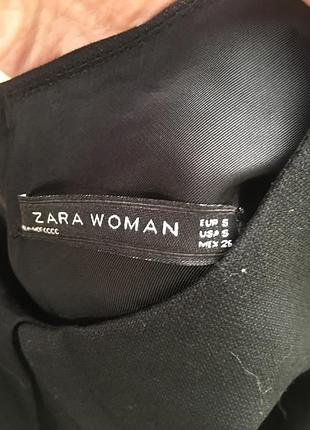 ZARA WOMAN
EUR S
USA S
MEX 26